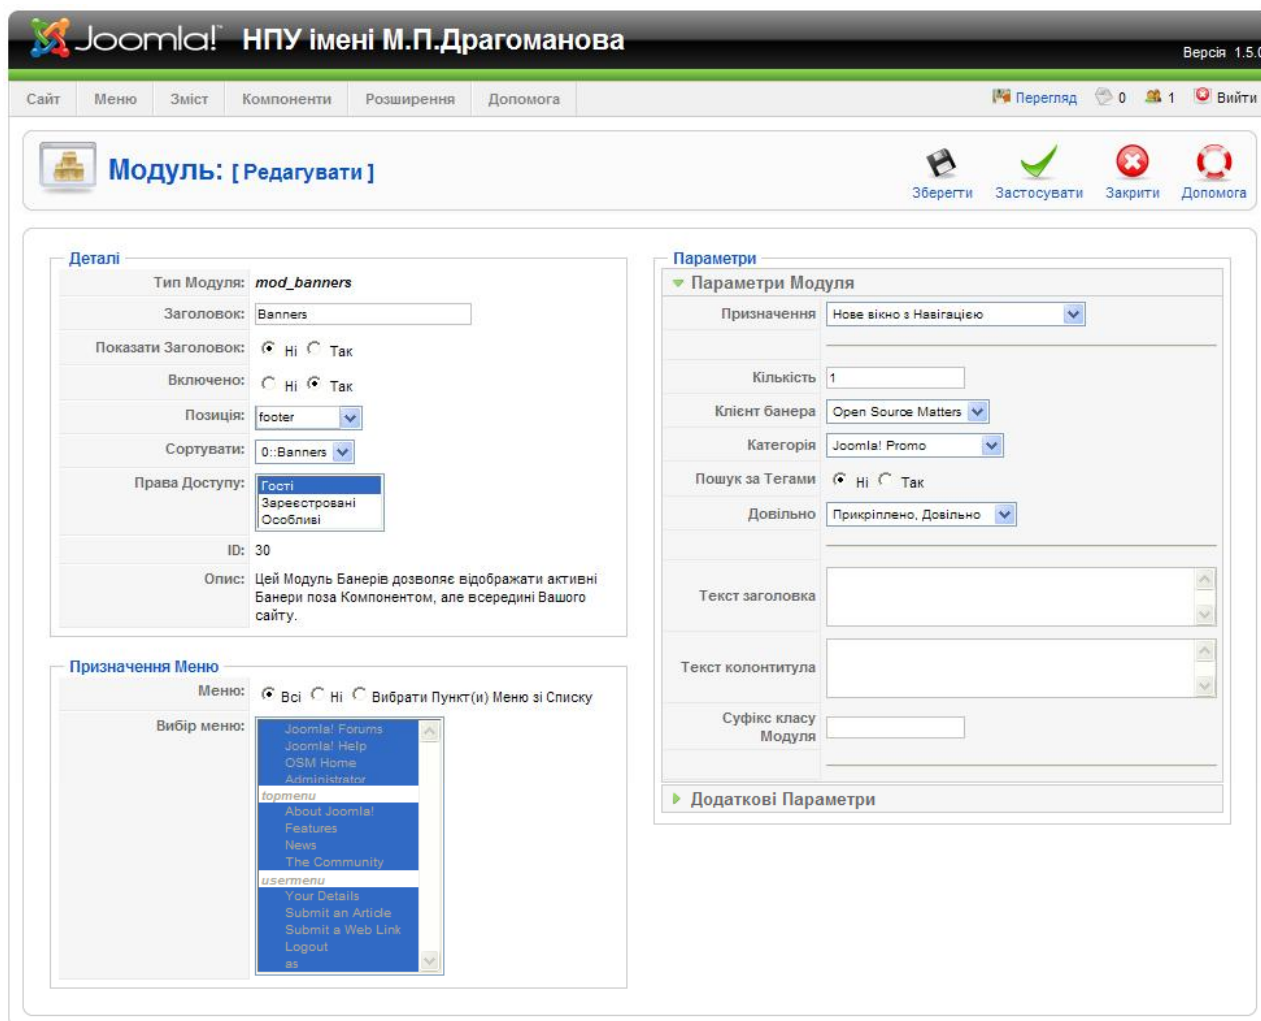 Joomla! НПУ імені М.П.Драгоманова
Версія 1.5.0
Сайт Меню Зміст Компоненти Розширення Допомога Перегляд 0 1 Вийти
Модуль: [ Редагувати ]
Зберегти Застосувати Закрити Допомога
Деталі
Тип Модуля: mod_banners
Заголовок: Banners
Показати Заголовок: Ні Так
Включено: Ні Так
Позиція: footer
Сортувати: 0::Banners
Права Доступу: Гості
Зареєстровані
Особливі
ID: 30
Опис: Цей Модуль Банерів дозволяє відображати активні
Банери поза Компонентом, але всередині Вашого
сайту.
Призначення Меню
Меню: Всі Ні Вибрати Пункт(и) Меню зі Списку
Вибір меню: Joomla! Forums
Joomla! Help
OSM Home
Administrator
topmenu
About Joomla!
Features
News
The Community
usermenu
Your Details
Submit an Article
Submit a Web Link
Logout
as
Параметри
Параметри Модуля
Призначення Нове вікно з Навігацією
Кількість 1
Клієнт банера Open Source Matters
Категорія Joomla! Promo
Пошук за Тегами Ні Так
Довільно Прикріплено, Довільно
Текст заголовка
Текст колонтитула
Суфікс класу
Модуля
Додаткові Параметри